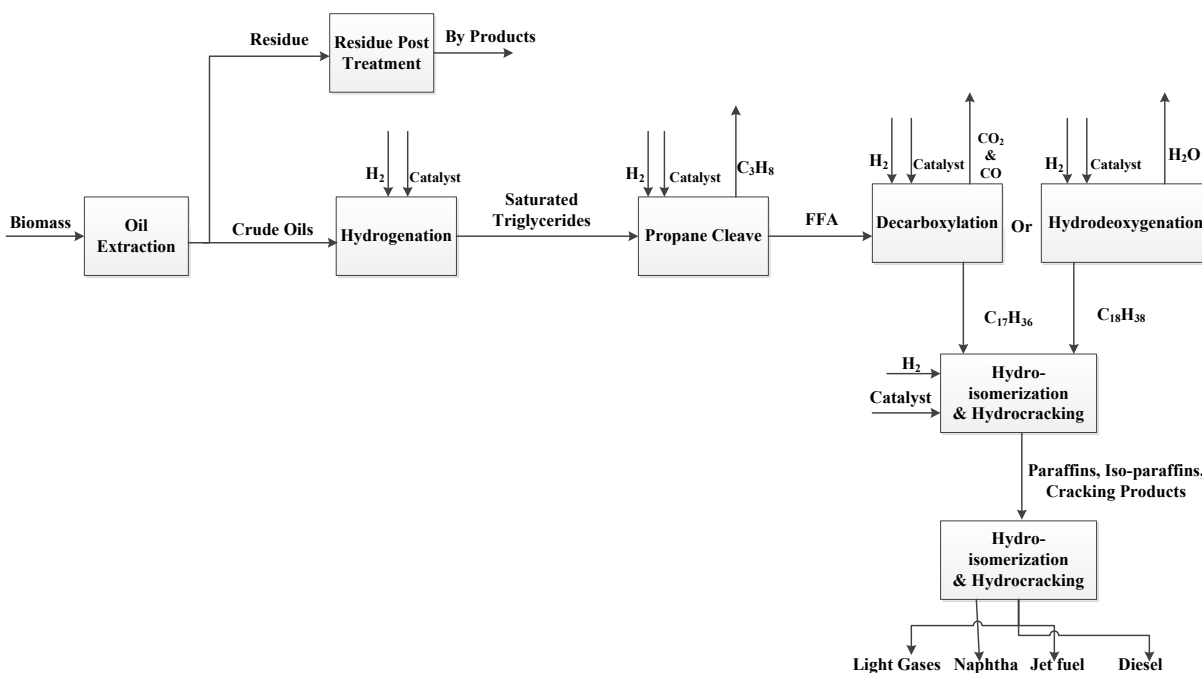 Residue
Residue Post
Treatment
By Products
Biomass
Oil
Extraction
Crude Oils
H₂
Catalyst
Hydrogenation
Saturated
Triglycerides
H₂
Catalyst
C₃H₈
Propane Cleave
FFA
H₂
Catalyst
CO₂
&
CO
Decarboxylation
Or
H₂
Catalyst
H₂O
Hydrodeoxygenation
C₁₇H₃₆
C₁₈H₃₈
H₂
Catalyst
Hydro-
isomerization
& Hydrocracking
Paraffins, Iso-paraffins,
Cracking Products
Hydro-
isomerization
& Hydrocracking
Light Gases
Naphtha
Jet fuel
Diesel